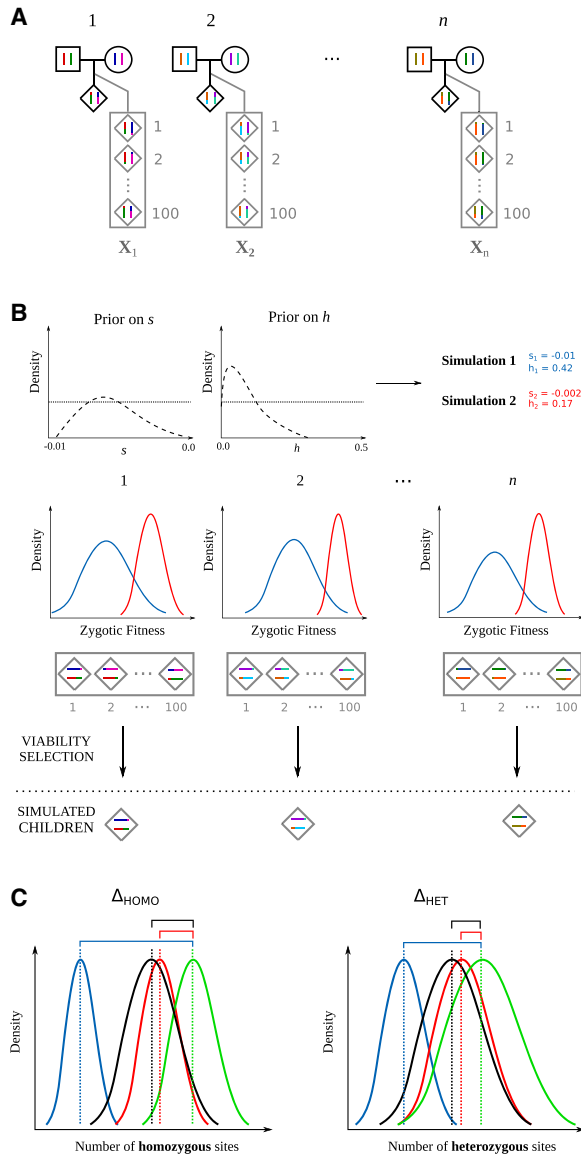 A
1 2 n
...
1 1 1
2 2 2
100 100 100
X1 X2 Xn
B
Prior on s
Prior on h
Density
-0.01 0.0
s
Density
0.0 0.5
h
Simulation 1 s1 = -0.01
h1 = 0.42
Simulation 2 s2 = -0.002
h2 = 0.17
1 2 ... n
Density Density Density
Zygotic Fitness Zygotic Fitness Zygotic Fitness
1 2 ... 100 1 2 ... 100 1 2 ... 100
VIABILITY
SELECTION
SIMULATED
CHILDREN
C
ΔHOMO ΔHET
Density Density
Number of homozygous sites Number of heterozygous sites